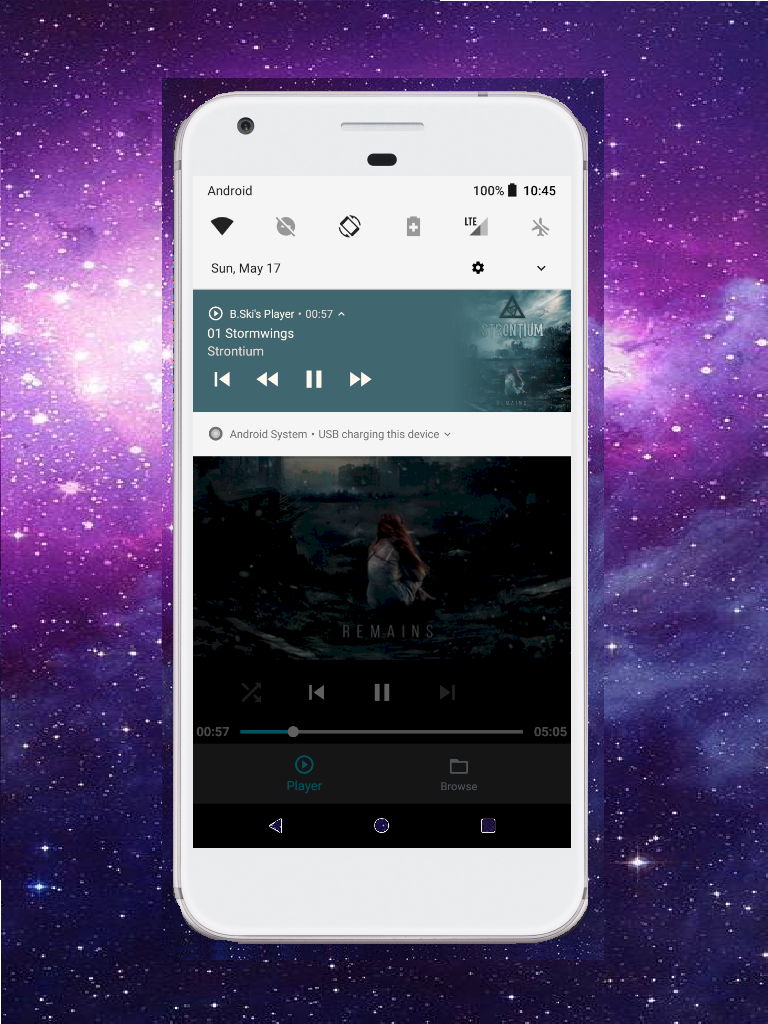 Android 100% 10:45
LTE
Sun, May 17
B.Ski's Player • 00:57
01 Stormwings
Strontium
STRONTIUM
REMAINS
Android System • USB charging this device
REMAINS
00:57 05:05
Player Browse